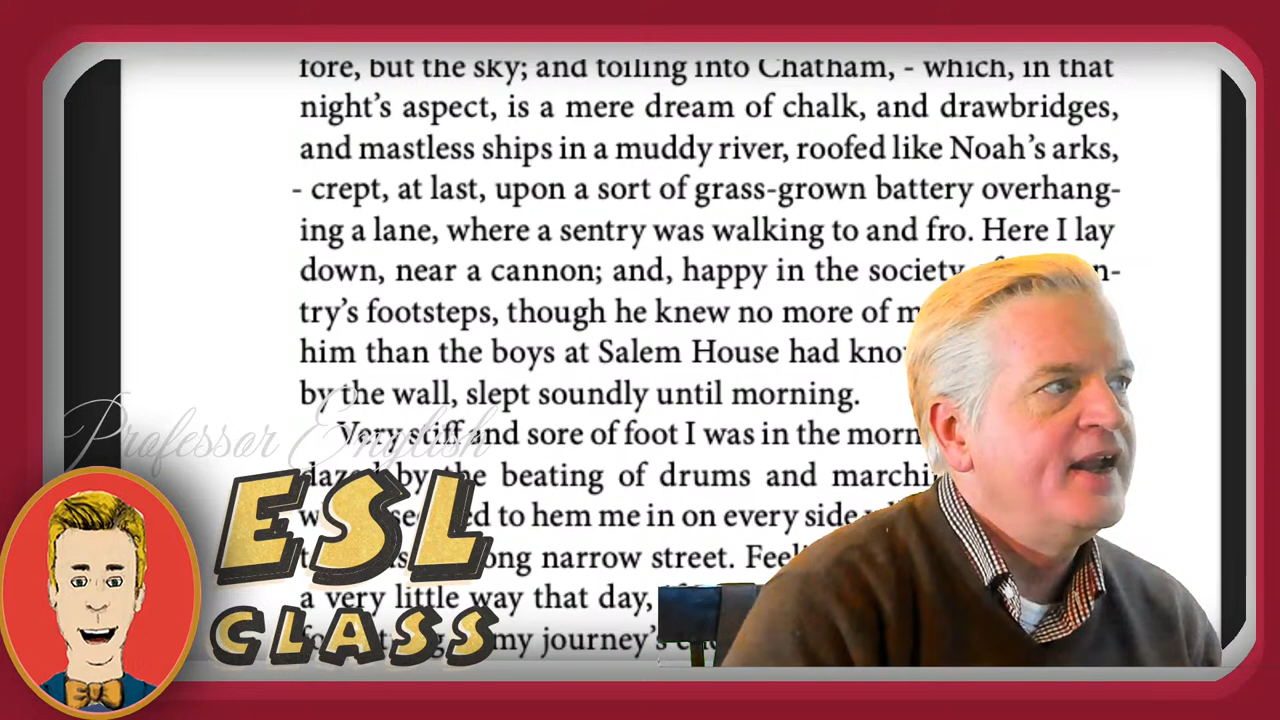 fore, but the sky; and toiling into Chatham, - which, in that
night's aspect, is a mere dream of chalk, and drawbridges,
and mastless ships in a muddy river, roofed like Noah's arks,
- crept, at last, upon a sort of grass-grown battery overhang-
ing a lane, where a sentry was walking to and fro. Here I lay
down, near a cannon; and, happy in the society
try's footsteps, though he knew no more of
him than the boys at Salem House had
by the wall, slept soundly until morning.
Very stiff and sore of foot I was in the
by the beating of drums and
to hem me in on every side
narrow street.
a very little way that day,
my journey's
Professor English
ESL
CLASS